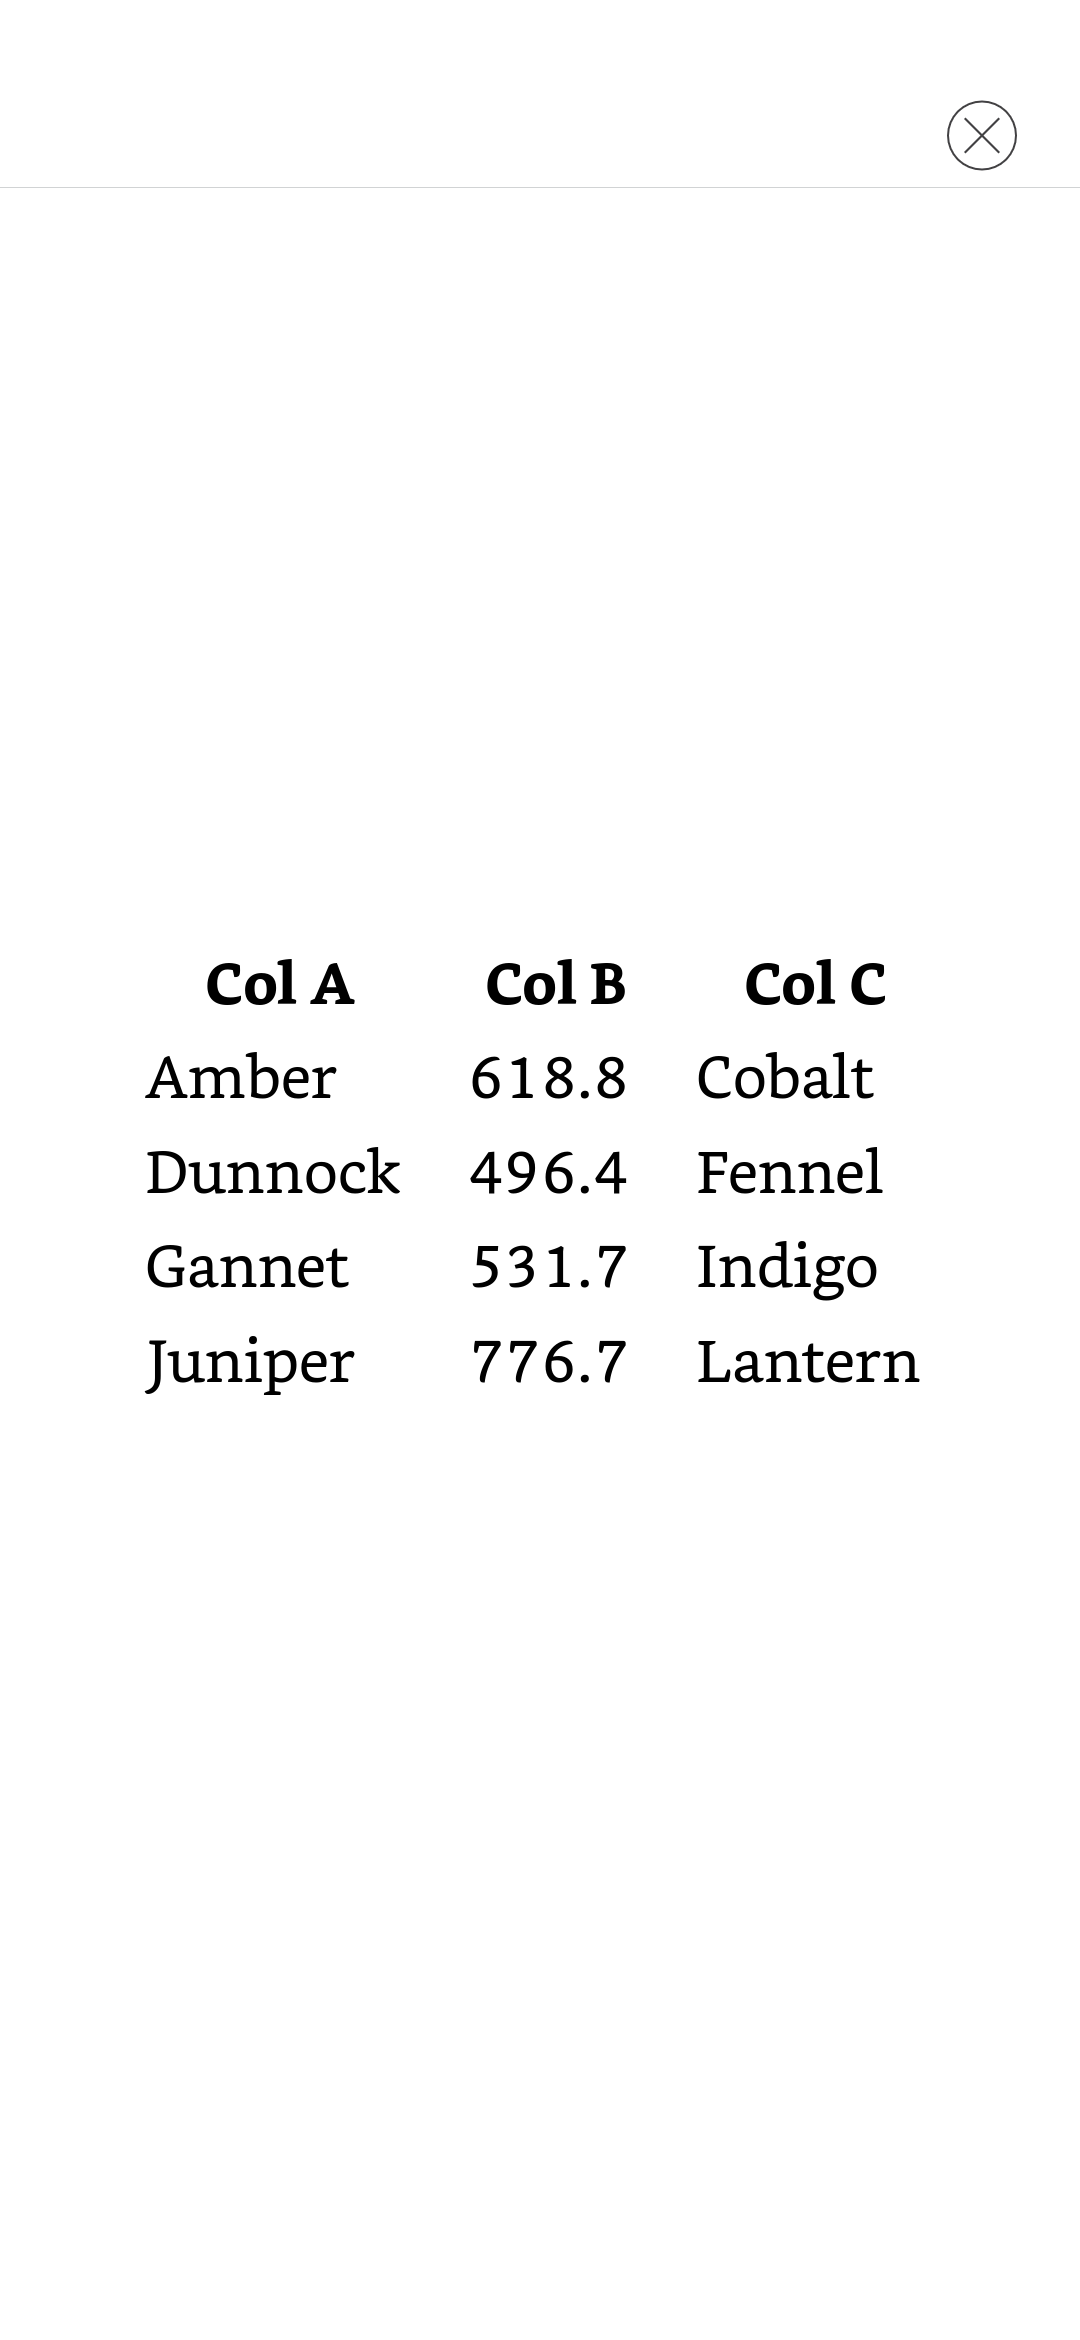 Col A Col B Col C
Amber 618.8 Cobalt
Dunnock 496.4 Fennel
Gannet 531.7 Indigo
Juniper 776.7 Lantern